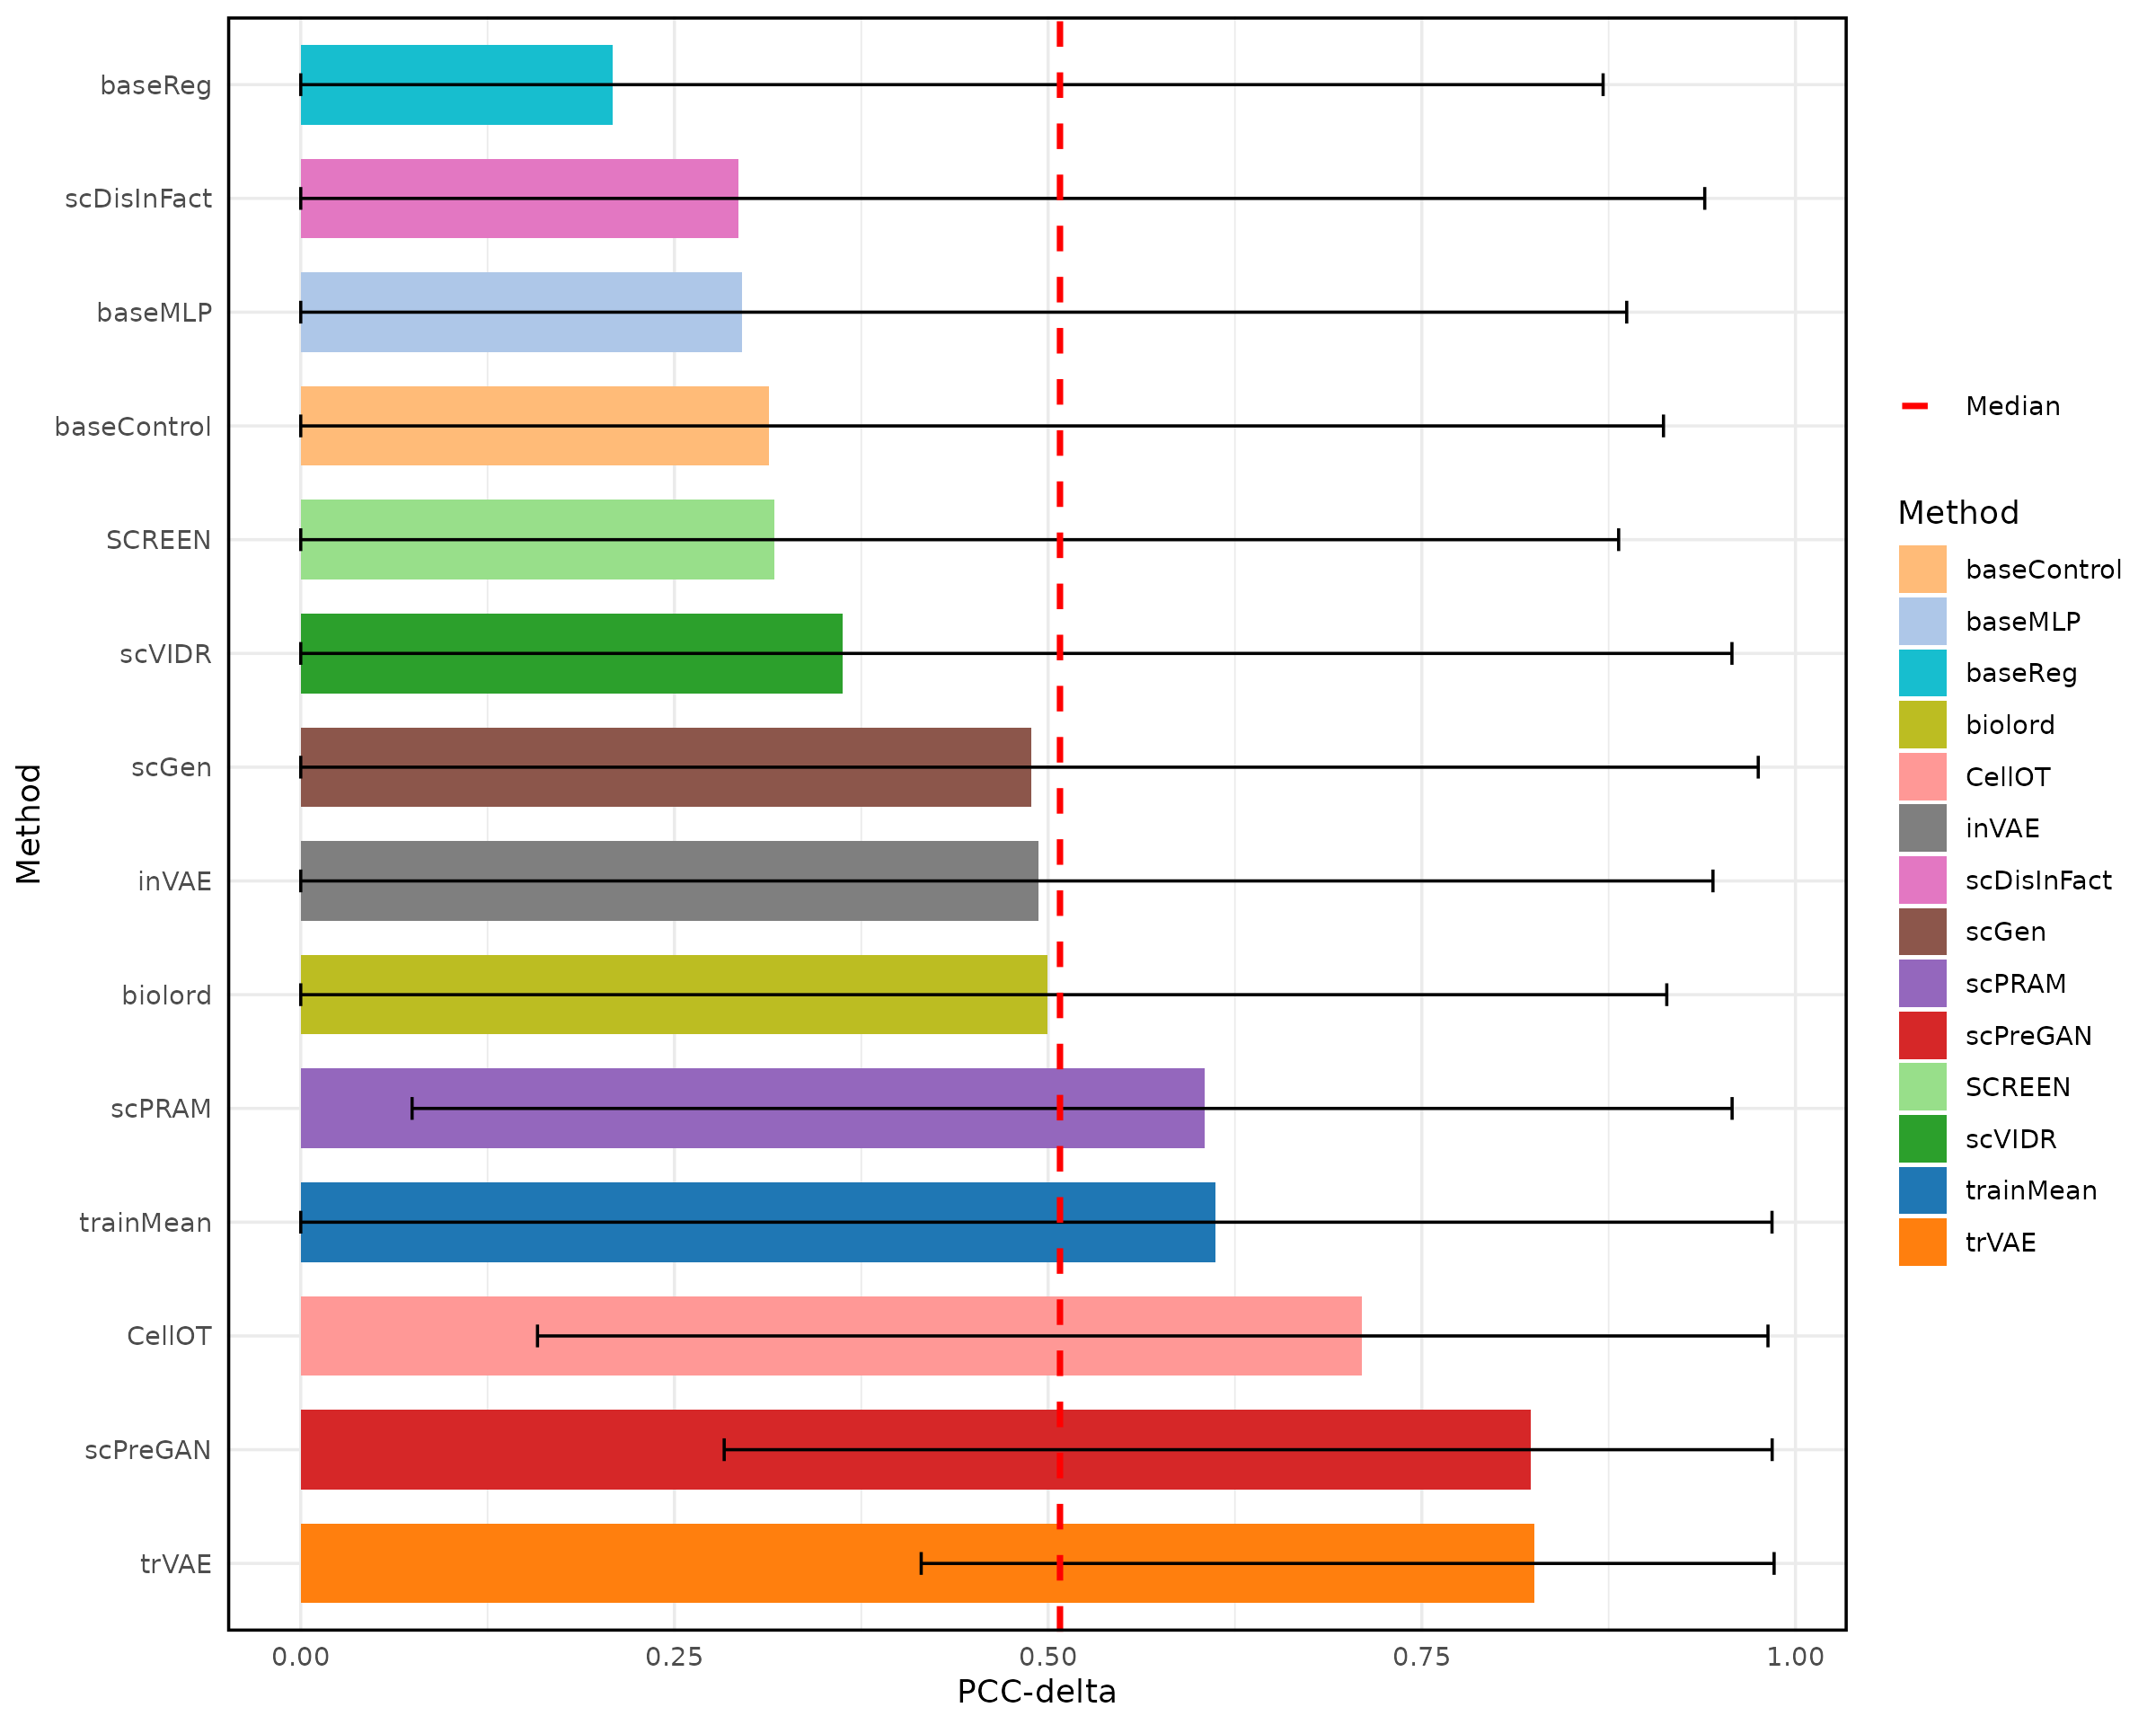 Method
baseReg
scDisInFact
baseMLP
baseControl
SCREEN
scVIDR
scGen
inVAE
biolord
scPRAM
trainMean
CellOT
scPreGAN
trVAE
0.00 0.25 0.50 0.75 1.00
PCC-delta
Median
Method
baseControl
baseMLP
baseReg
biolord
CellOT
inVAE
scDisInFact
scGen
scPRAM
scPreGAN
SCREEN
scVIDR
trainMean
trVAE